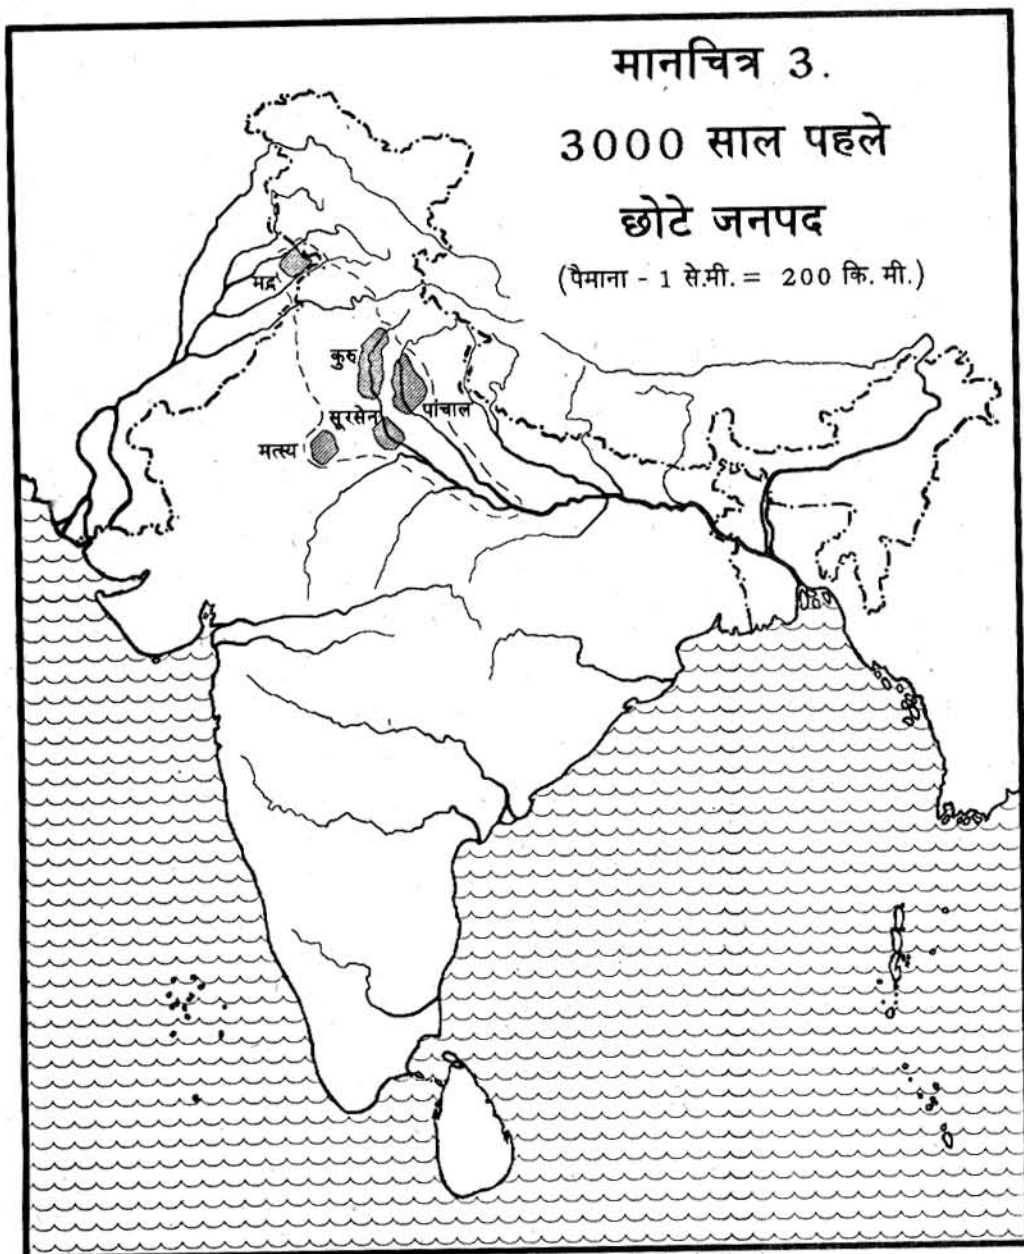 मानचित्र 3.
3000 साल पहले
छोटे जनपद
(पैमाना - 1 से.मी. = 200 कि. मी.)
मद्र
कुरु
पांचाल
सूरसेन
मत्स्य